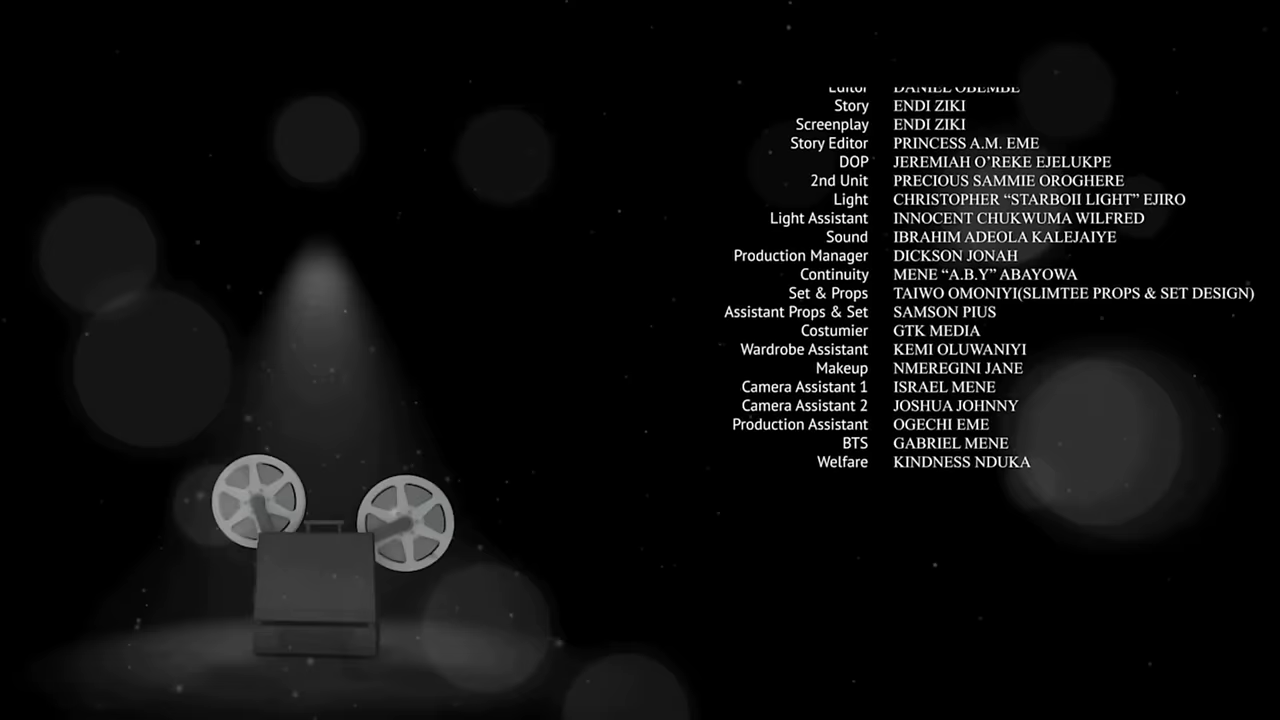 Editor DANIEL OBEMBE
Story ENDI ZIKI
Screenplay ENDI ZIKI
Story Editor PRINCESS A.M. EME
DOP JEREMIAH O’REKE EJELUKPE
2nd Unit PRECIOUS SAMMIE OROGHERE
Light CHRISTOPHER “STARBOII LIGHT” EJIRO
Light Assistant INNOCENT CHUKWUMA WILFRED
Sound IBRAHIM ADEOLA KALEJAIYE
Production Manager DICKSON JONAH
Continuity MENE “A.B.Y” ABAYOWA
Set & Props TAIWO OMONIYI(SLIMTEE PROPS & SET DESIGN)
Assistant Props & Set SAMSON PIUS
Costumier GTK MEDIA
Wardrobe Assistant KEMI OLUWANIYI
Makeup NMEREGINI JANE
Camera Assistant 1 ISRAEL MENE
Camera Assistant 2 JOSHUA JOHNNY
Production Assistant OGECHI EME
BTS GABRIEL MENE
Welfare KINDNESS NDUKA